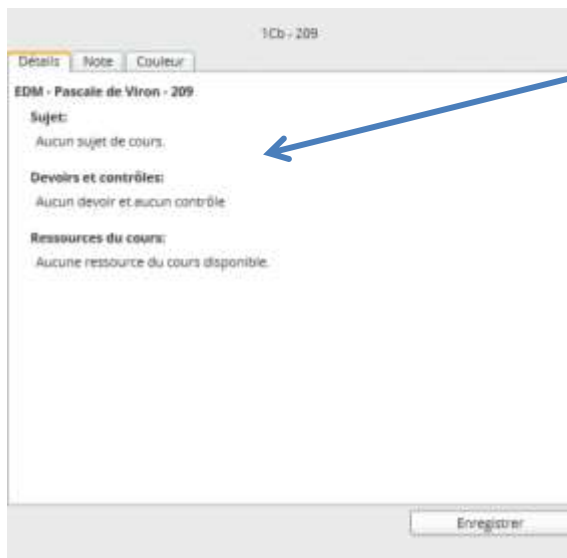 1Cb - 209
Détails Note Couleur
EDM - Pascale de Viron - 209
Sujet:
Aucun sujet de cours.
Devoirs et contrôles:
Aucun devoir et aucun contrôle
Ressources du cours:
Aucune ressource du cours disponible.
Enregistrer